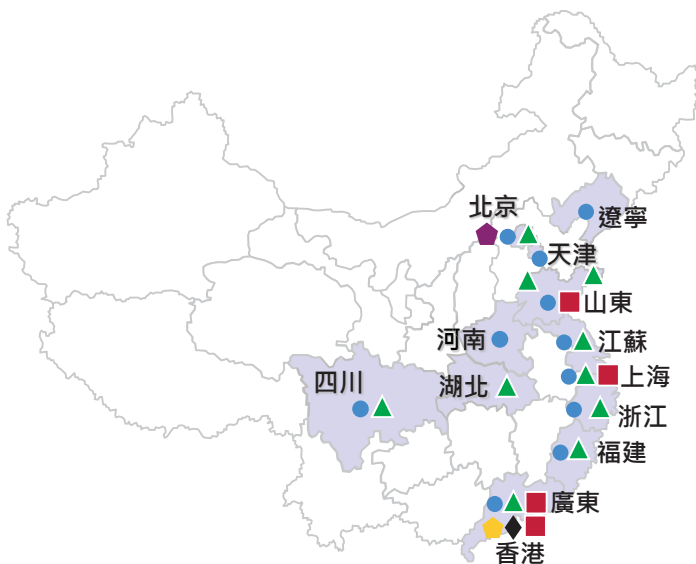 北京
遼寧
天津
山東
河南
江蘇
四川
湖北
上海
浙江
福建
廣東
香港